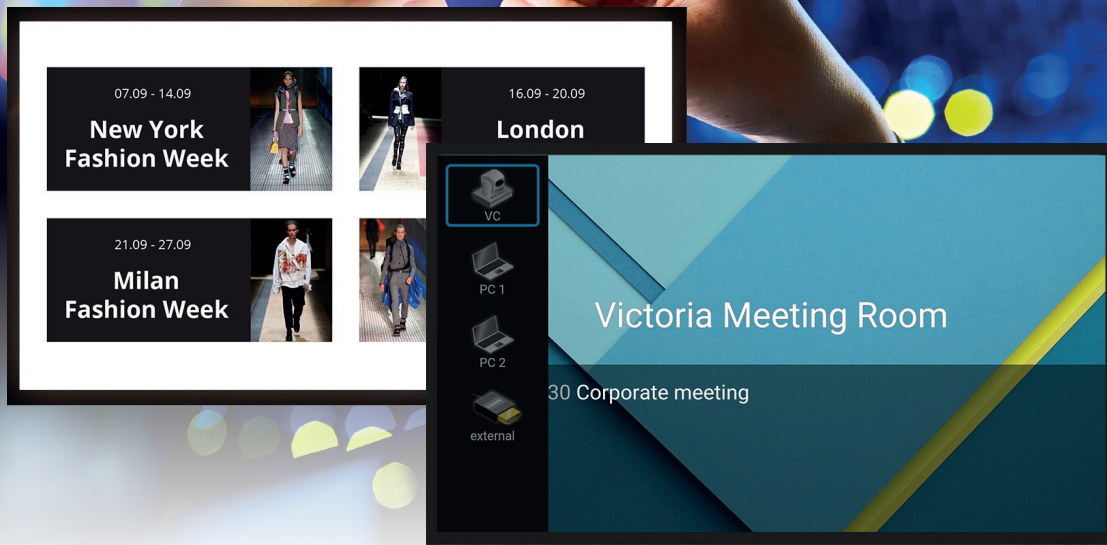 07.09 - 14.09
New York
Fashion Week
16.09 - 20.09
London
21.09 - 27.09
Milan
Fashion Week
VC
PC 1
PC 2
external
Victoria Meeting Room
30 Corporate meeting